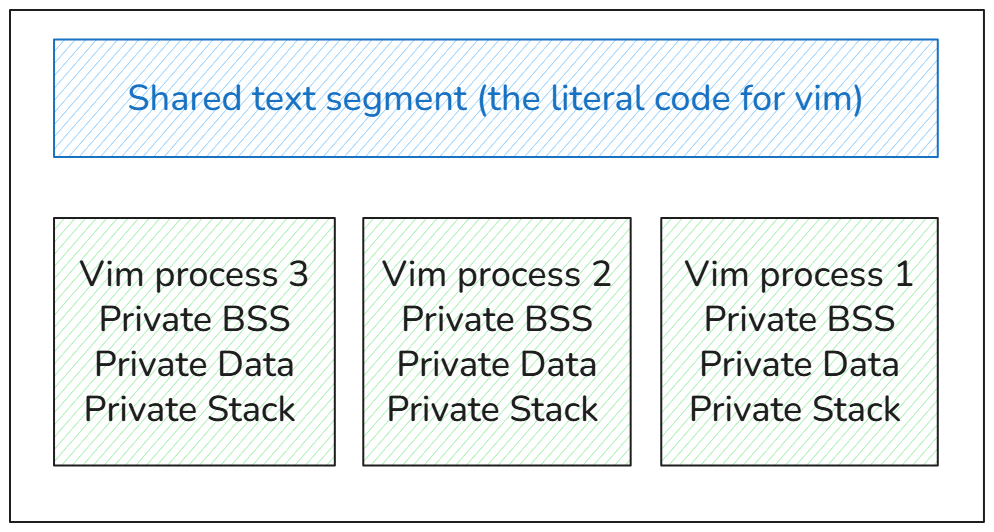 Shared text segment (the literal code for vim)
Vim process 3
Private BSS
Private Data
Private Stack
Vim process 2
Private BSS
Private Data
Private Stack
Vim process 1
Private BSS
Private Data
Private Stack